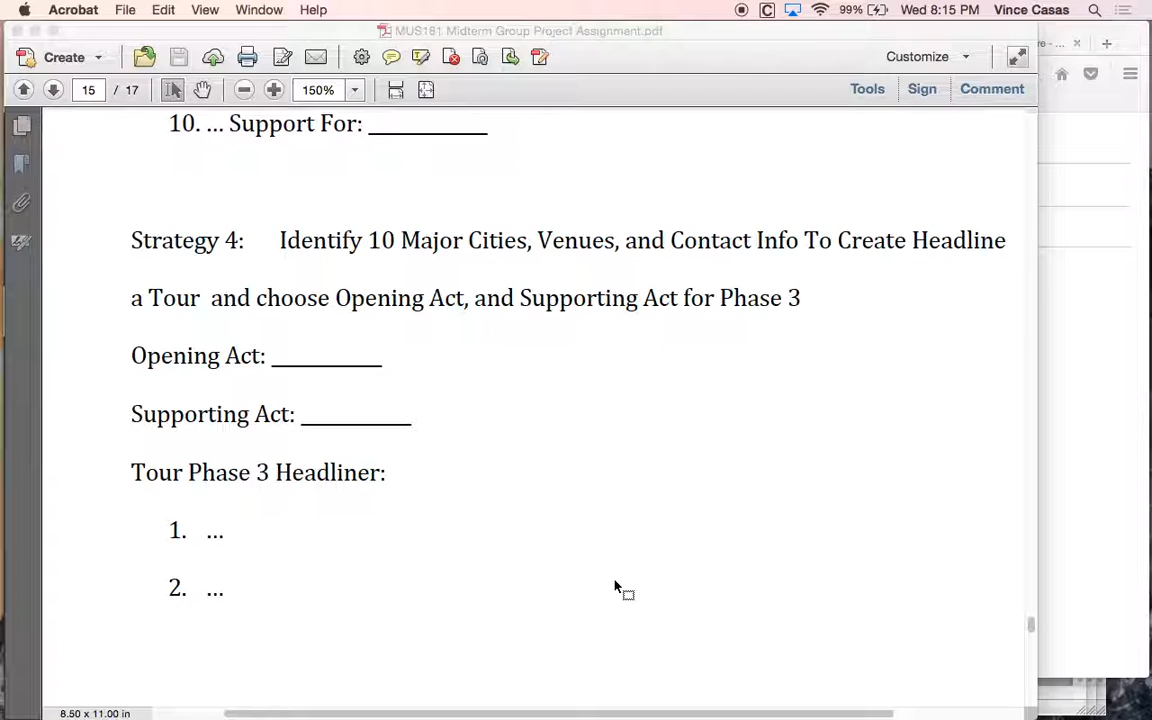 Acrobat File Edit View Window Help 99% Wed 8:15 PM Vince Casas
MUS161 Midterm Group Project Assignment.pdf
Create Customize
15 / 17 150% Tools Sign Comment
10. ... Support For: __________
Strategy 4: Identify 10 Major Cities, Venues, and Contact Info To Create Headline
a Tour and choose Opening Act, and Supporting Act for Phase 3
Opening Act: __________
Supporting Act: __________
Tour Phase 3 Headliner:
1. ...
2. ...
8.50 x 11.00 in